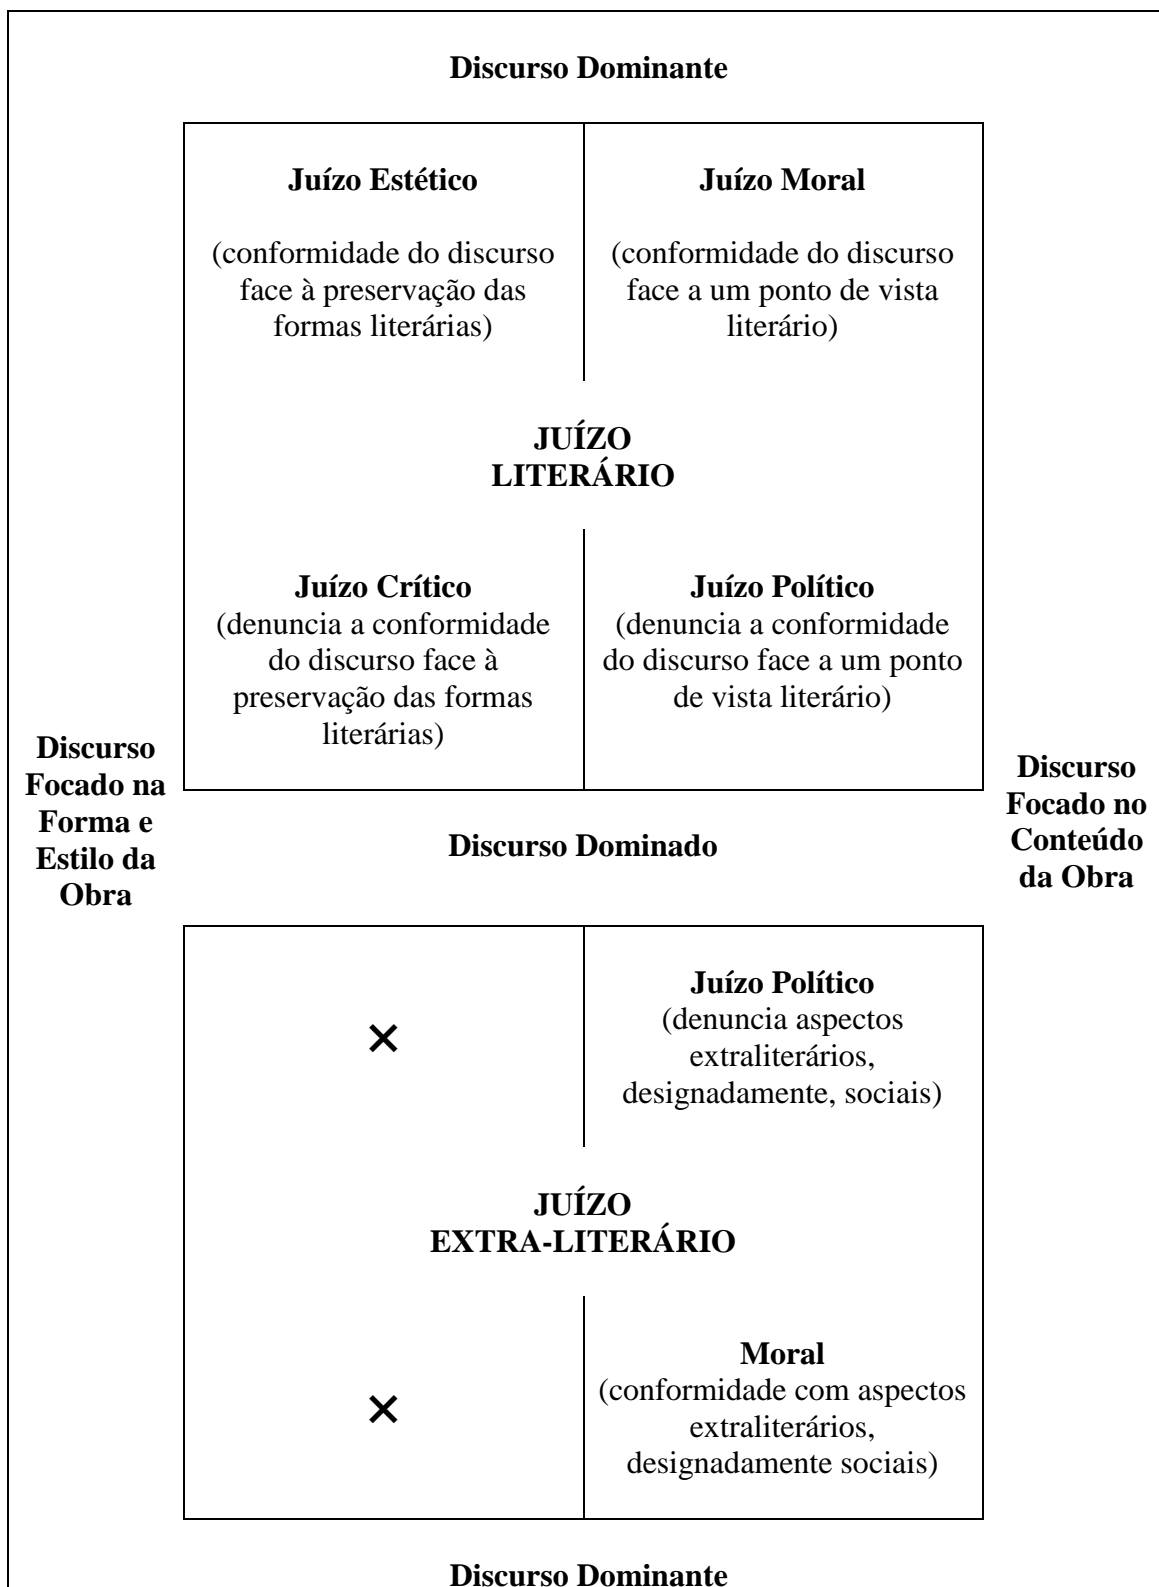 Discurso Dominante
Juízo Estético
(conformidade do discurso
face à preservação das
formas literárias)
Juízo Moral
(conformidade do discurso
face a um ponto de vista
literário)
JUÍZO
LITERÁRIO
Juízo Crítico
(denuncia a conformidade
do discurso face à
preservação das formas
literárias)
Juízo Político
(denuncia a conformidade
do discurso face a um ponto
de vista literário)
Discurso
Focado na
Forma e
Estilo da
Obra
Discurso Dominado
Discurso
Focado no
Conteúdo
da Obra
×
Juízo Político
(denuncia aspectos
extraliterários,
designadamente, sociais)
JUÍZO
EXTRA-LITERÁRIO
×
Moral
(conformidade com aspectos
extraliterários,
designadamente sociais)
Discurso Dominante